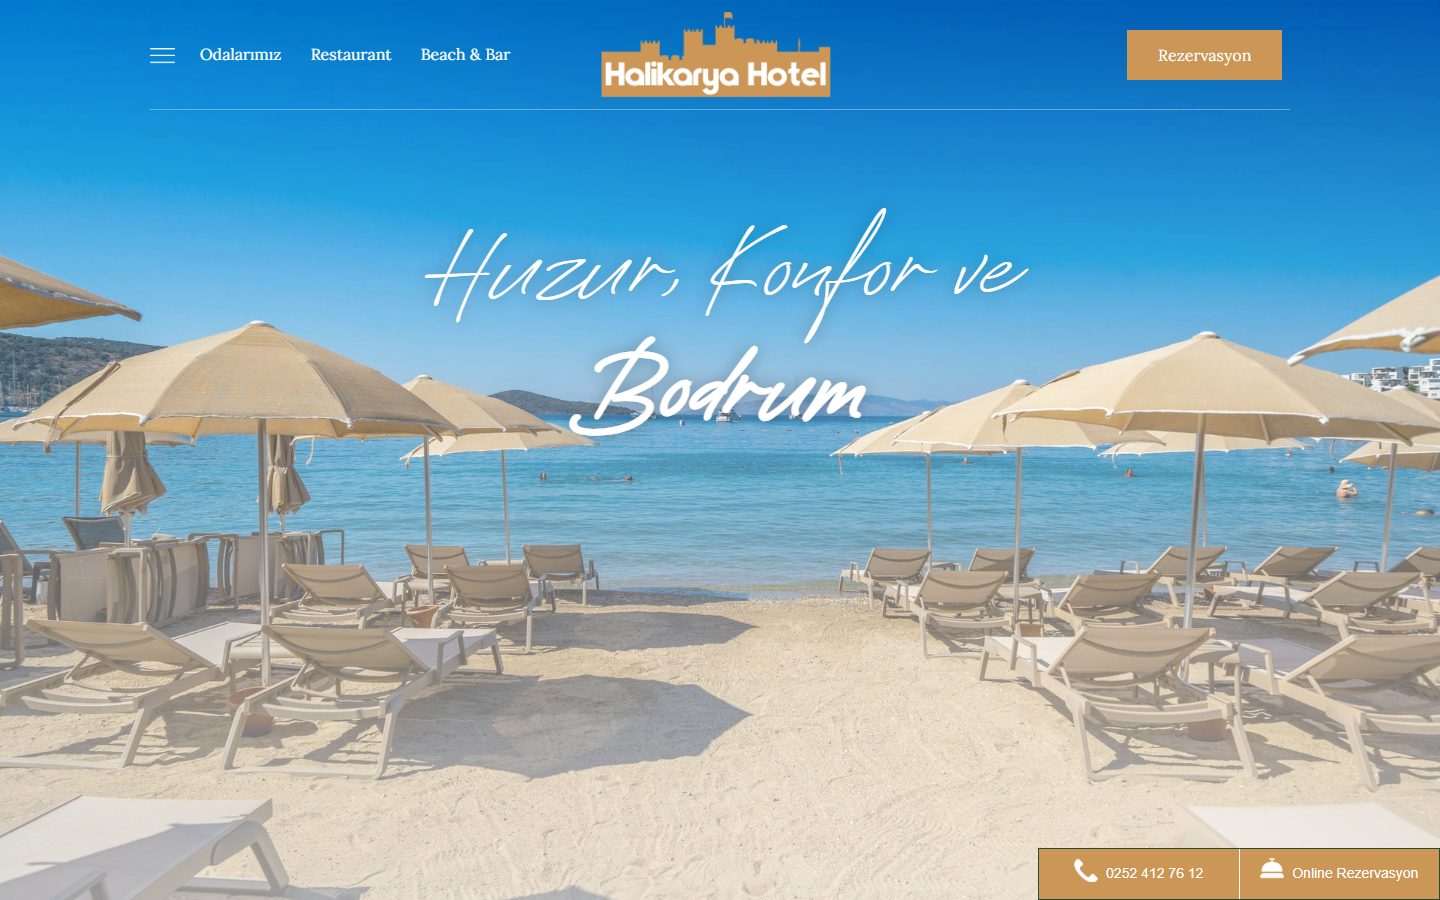 Odalarımız
Restaurant
Beach & Bar
Halikarya Hotel
Rezervasyon
Huzur, Konfor ve
Bodrum
0252 412 76 12
Online Rezervasyon